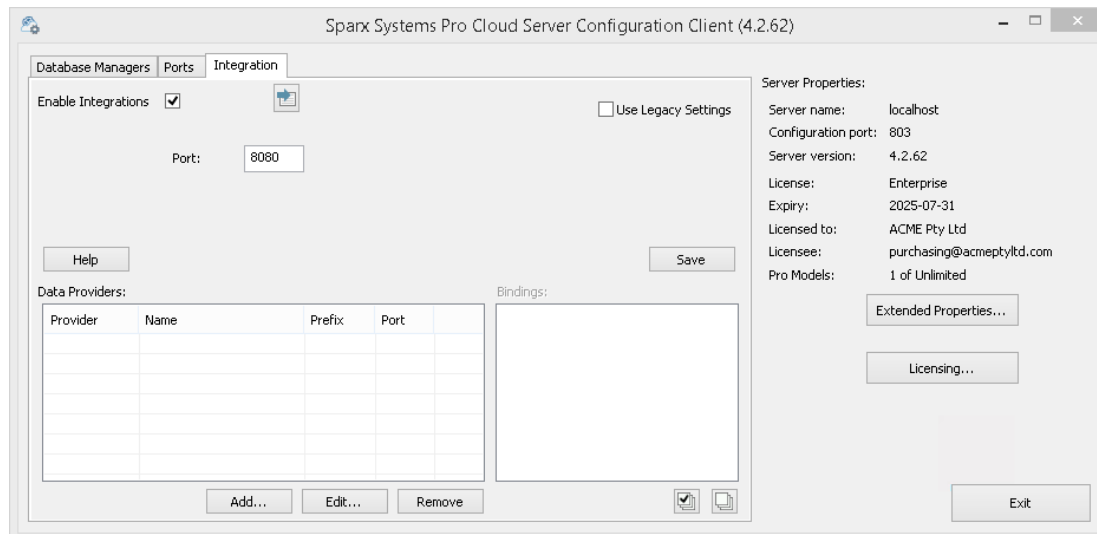 Sparx Systems Pro Cloud Server Configuration Client (4.2.62)
Database Managers Ports Integration
Enable Integrations
Use Legacy Settings
Port: 8080
Help
Save
Data Providers:
Bindings:
Provider Name Prefix Port
Add...
Edit...
Remove
Server Properties:
Server name: localhost
Configuration port: 803
Server version: 4.2.62
License: Enterprise
Expiry: 2025-07-31
Licensed to: ACME Pty Ltd
Licensee: purchasing@acmeptyltd.com
Pro Models: 1 of Unlimited
Extended Properties...
Licensing...
Exit